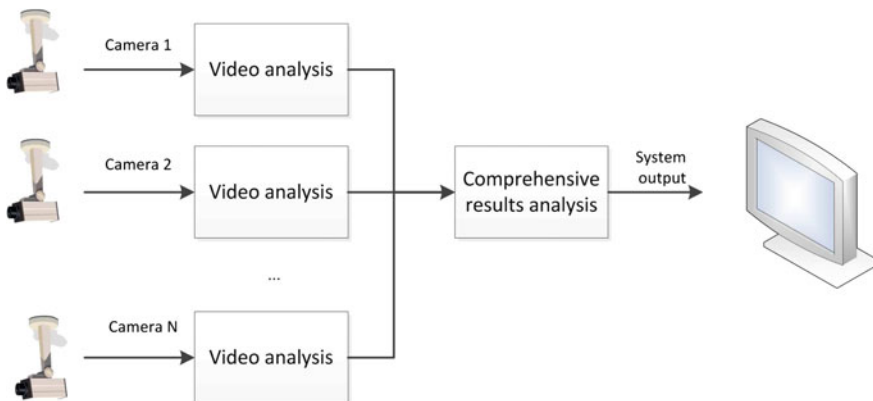 Camera 1
Video analysis
Camera 2
Video analysis
Comprehensive
results analysis
System
output
...
Camera N
Video analysis